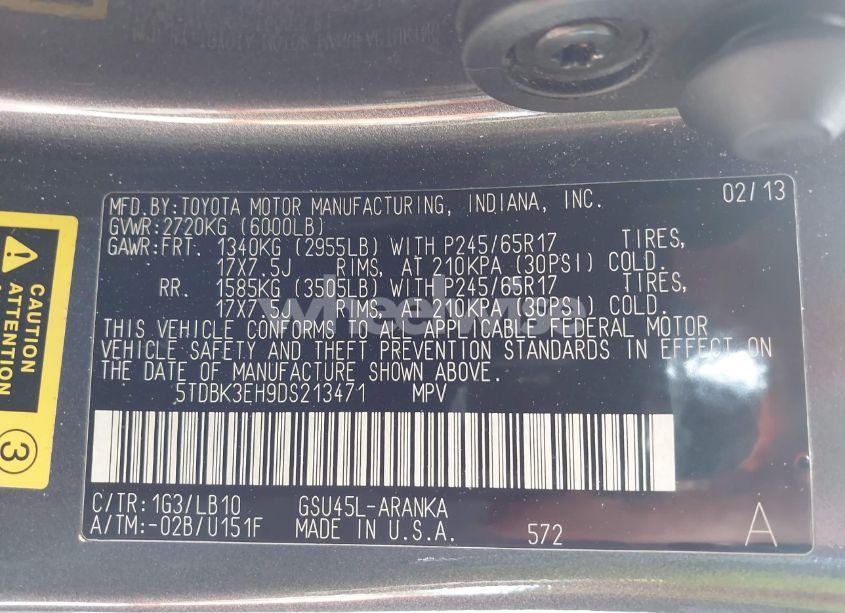 MFD.BY:TOYOTA MOTOR MANUFACTURING, INDIANA, INC. 02/13
GVWR:2720KG (6000LB)
GAWR:FRT. 1340KG (2955LB) WITH P245/65R17 TIRES,
17X7.5J RIMS, AT 210KPA (30PSI) COLD.
RR. 1585KG (3505LB) WITH P245/65R17 TIRES,
17X7.5J RIMS, AT 210KPA (30PSI) COLD.
THIS VEHICLE CONFORMS TO ALL APPLICABLE FEDERAL MOTOR
VEHICLE SAFETY AND THEFT PREVENTION STANDARDS IN EFFECT ON
THE DATE OF MANUFACTURE SHOWN ABOVE.
5TDBK3EH9DS213471 MPV
C/TR:1G3/LB10 GSU45L-ARANKA
A/TM:-02B/U151F MADE IN U.S.A. 572 A
CAUTION
ATTENTION
3
wheelwise